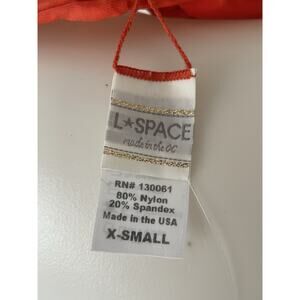 L★SPACE
made in the OC
RN# 130061
80% Nylon
20% Spandex
Made in the USA
X-SMALL